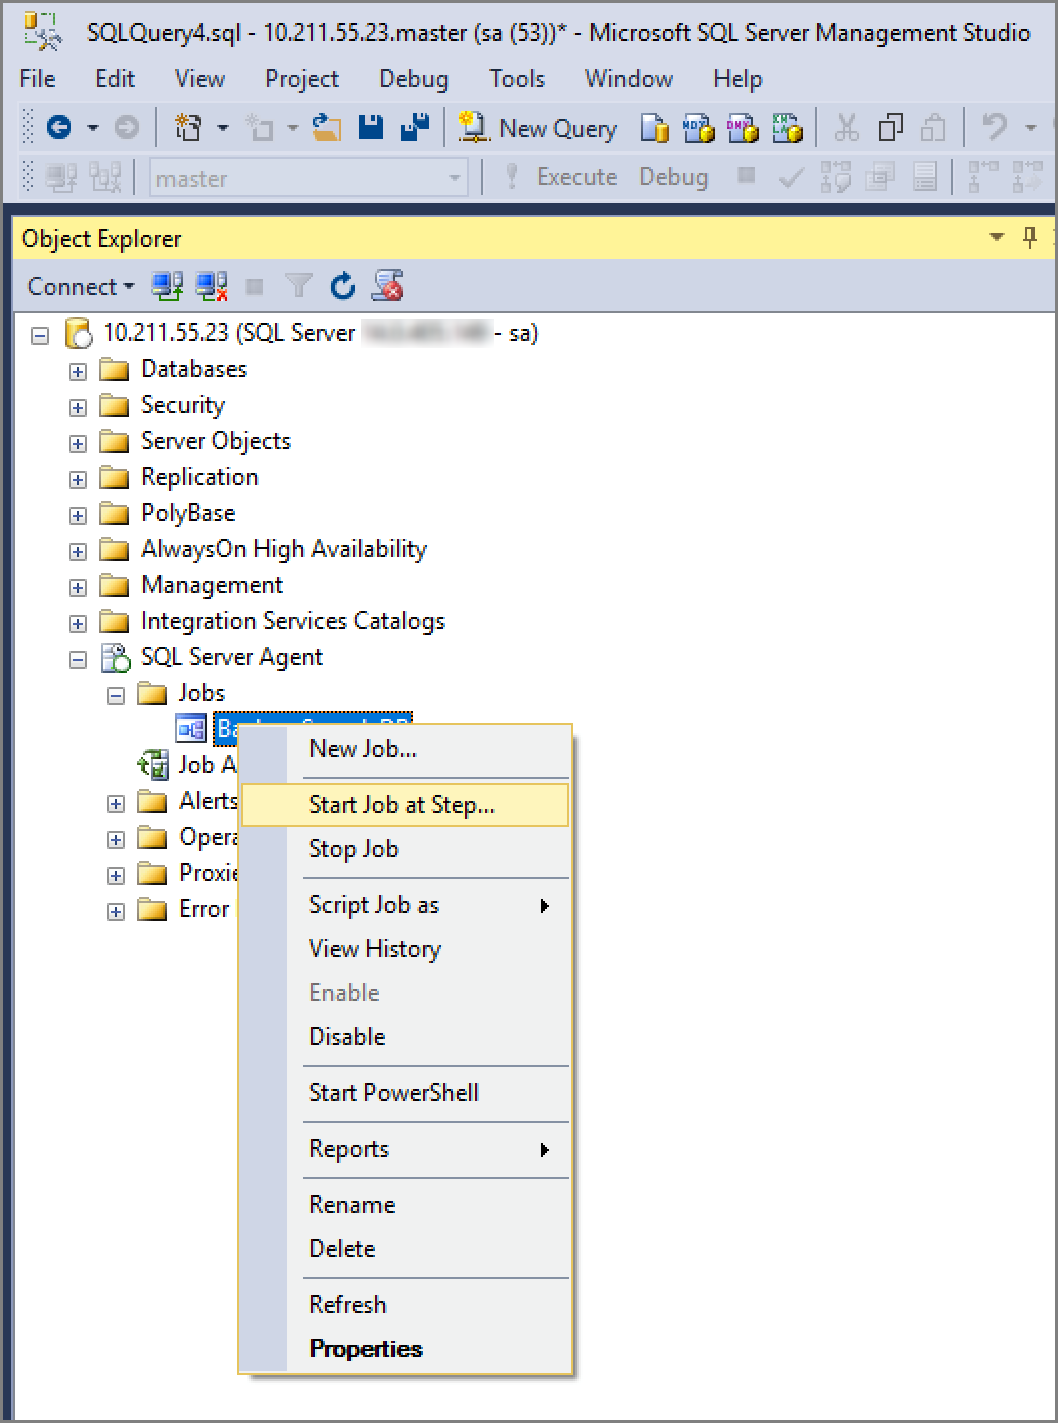 SQLQuery4.sql - 10.211.55.23.master (sa (53))* - Microsoft SQL Server Management Studio
File Edit View Project Debug Tools Window Help
New Query MDX DMX XMLA
master Execute Debug
Object Explorer
Connect
10.211.55.23 (SQL Server - sa)
Databases
Security
Server Objects
Replication
PolyBase
AlwaysOn High Availability
Management
Integration Services Catalogs
SQL Server Agent
Jobs
Job A
Alerts
Opera
Proxie
Error
New Job...
Start Job at Step...
Stop Job
Script Job as
View History
Enable
Disable
Start PowerShell
Reports
Rename
Delete
Refresh
Properties